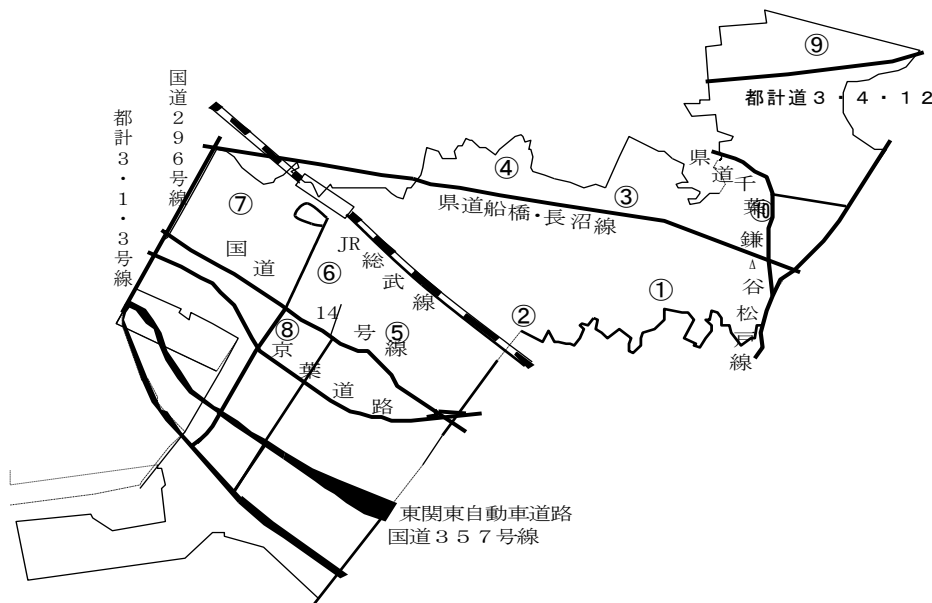 ⑨
都計道３・４・１２
国道２９６号線
都計３・１・３号線
④
③
県道船橋・長沼線
県道千葉鎌ヶ谷松戸線
⑩
⑦
国道14号線
JR総武線
⑥
①
②
⑧
⑤
京葉道路
東関東自動車道路
国道３５７号線